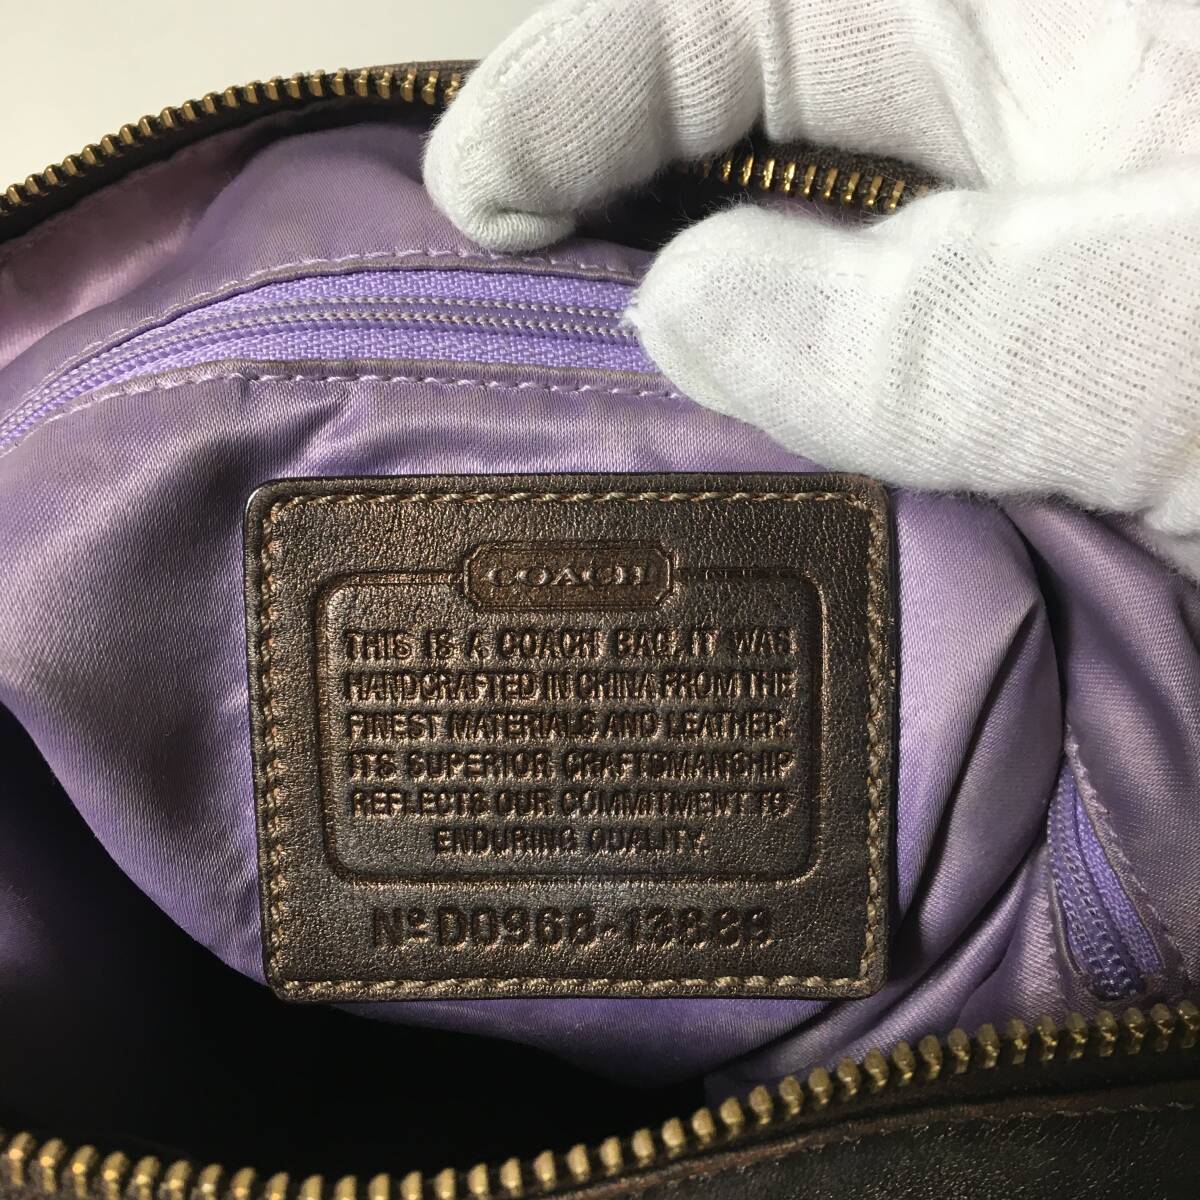 COACH
THIS IS A COACH BAG. IT WAS
HANDCRAFTED IN CHINA FROM THE
FINEST MATERIALS AND LEATHER.
ITS SUPERIOR CRAFTSMANSHIP
REFLECTS OUR COMMITMENT TO
ENDURING QUALITY.
Nº D0968-13889